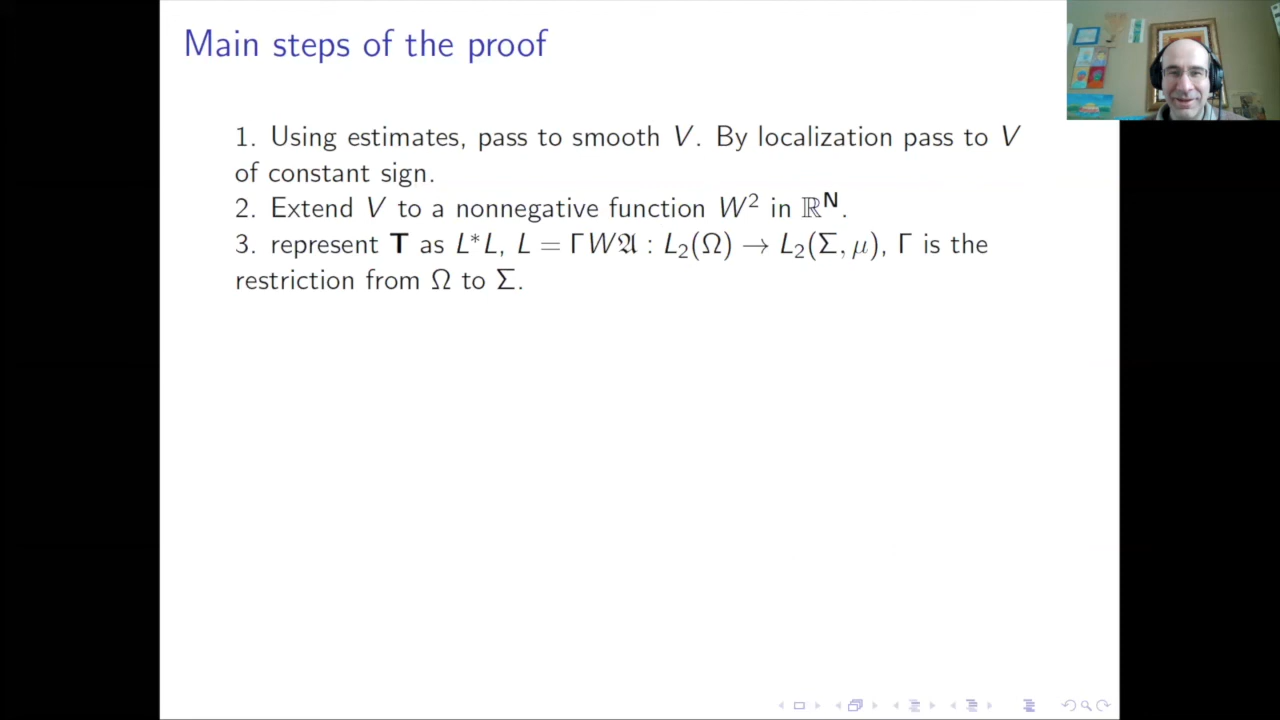 Main steps of the proof
1. Using estimates, pass to smooth V. By localization pass to V
of constant sign.
2. Extend V to a nonnegative function W² in ℝᴺ.
3. represent T as L*L, L = ΓW𝔄 : L₂(Ω) → L₂(Σ, μ), Γ is the
restriction from Ω to Σ.